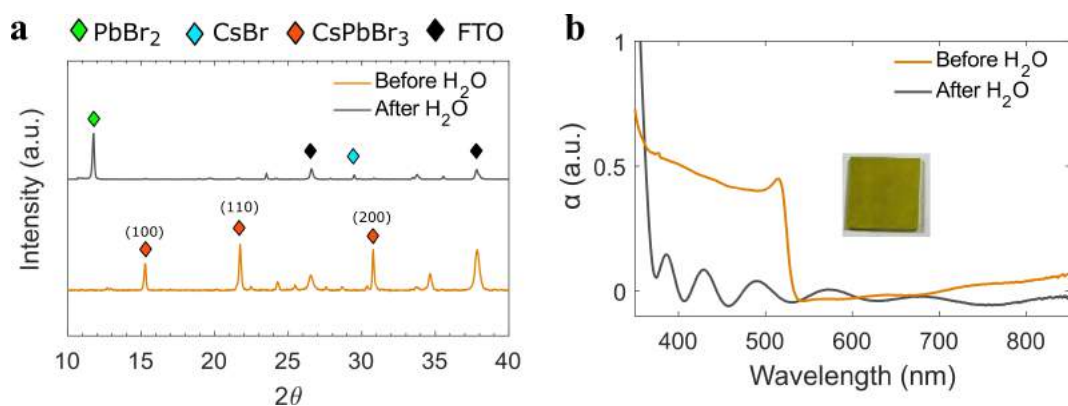 a
PbBr2 CsBr CsPbBr3 FTO
Before H2O
After H2O
(100)
(110)
(200)
Intensity (a.u.)
10 15 20 25 30 35 40
2θ
b
Before H2O
After H2O
1
0.5
0
α (a.u.)
400 500 600 700 800
Wavelength (nm)